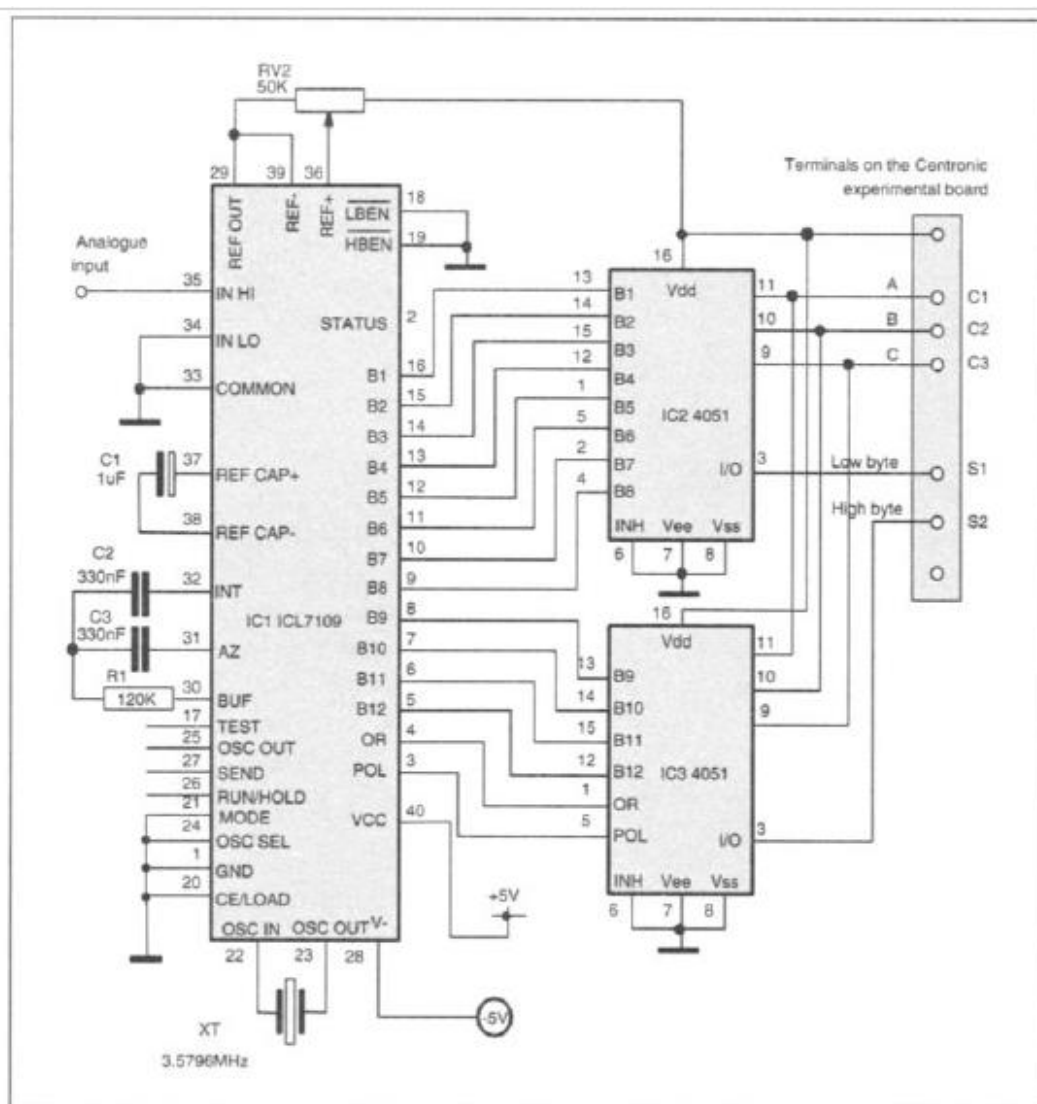 RV2
50K
29
39
36
REF OUT
REF-
REF+
Terminals on the Centronic
experimental board
LBEN
18
HBEN
19
Analogue
input
35
IN HI
34
IN LO
33
COMMON
STATUS
2
C1
1uF
37
REF CAP+
38
REF CAP-
C2
330nF
32
INT
C3
330nF
31
AZ
R1
120K
30
BUF
17
TEST
25
OSC OUT
27
SEND
26
RUN/HOLD
21
MODE
24
OSC SEL
1
GND
20
CE/LOAD
IC1 ICL7109
B1
16
B2
15
B3
14
B4
13
B5
12
B6
11
B7
10
B8
9
B9
8
B10
7
B11
6
B12
5
OR
4
POL
3
VCC
40
+5V
OSC IN
OSC OUT
V-
22
23
28
-5V
XT
3.5796MHz
16
Vdd
13
B1
14
B2
15
B3
12
B4
1
B5
5
B6
2
B7
4
B8
IC2 4051
11
10
9
I/O
3
INH
Vee
Vss
6
7
8
A
C1
B
C2
C
C3
Low byte
S1
High byte
S2
16
Vdd
13
B9
14
B10
15
B11
12
B12
1
OR
5
POL
IC3 4051
11
10
9
I/O
3
INH
Vee
Vss
6
7
8